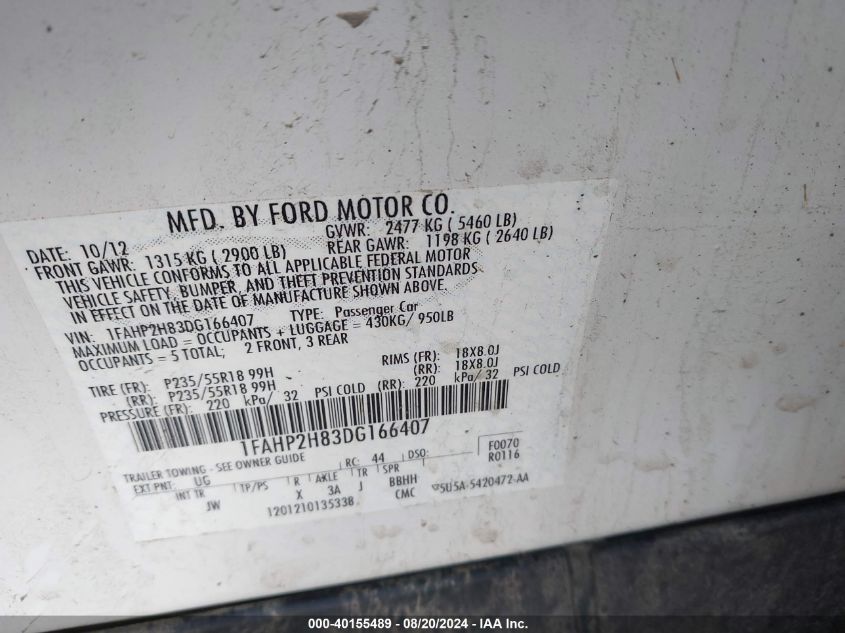 MFD. BY FORD MOTOR CO.
DATE: 10/12 GVWR: 2477 KG ( 5460 LB)
FRONT GAWR: 1315 KG ( 2900 LB) REAR GAWR: 1198 KG ( 2640 LB)
THIS VEHICLE CONFORMS TO ALL APPLICABLE FEDERAL MOTOR
VEHICLE SAFETY, BUMPER, AND THEFT PREVENTION STANDARDS
IN EFFECT ON THE DATE OF MANUFACTURE SHOWN ABOVE.
VIN: 1FAHP2H83DG166407 TYPE: Passenger Car
MAXIMUM LOAD = OCCUPANTS + LUGGAGE = 430KG/ 950LB
OCCUPANTS = 5 TOTAL; 2 FRONT, 3 REAR
TIRE (FR): P235/55R18 99H RIMS (FR): 18X8.0J
(RR): P235/55R18 99H (RR): 18X8.0J
PRESSURE (FR): 220 kPa/ 32 PSI COLD (RR): 220 kPa/ 32 PSI COLD
1FAHP2H83DG166407
TRAILER TOWING - SEE OWNER GUIDE RC: 44 DSO: F0070
R0116
EXT PNT: UG
INT TR TP/PS R AXLE TR SPR
JW X 3A J BBHH
CMC
1201210135338 5U5A-5420472-AA
000-40155489 - 08/20/2024 - IAA Inc.